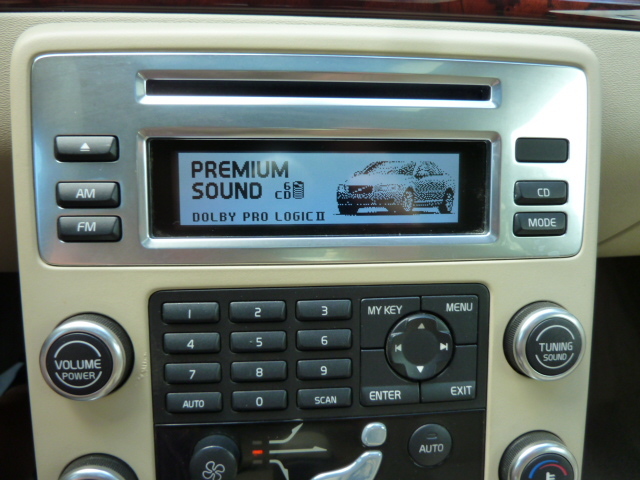 PREMIUM
SOUND 6
CD
DOLBY PRO LOGIC II
AM
FM
CD
MODE
1 2 3
4 5 6
7 8 9
AUTO 0 SCAN
MY KEY MENU
ENTER EXIT
VOLUME
POWER
TUNING
SOUND
AUTO